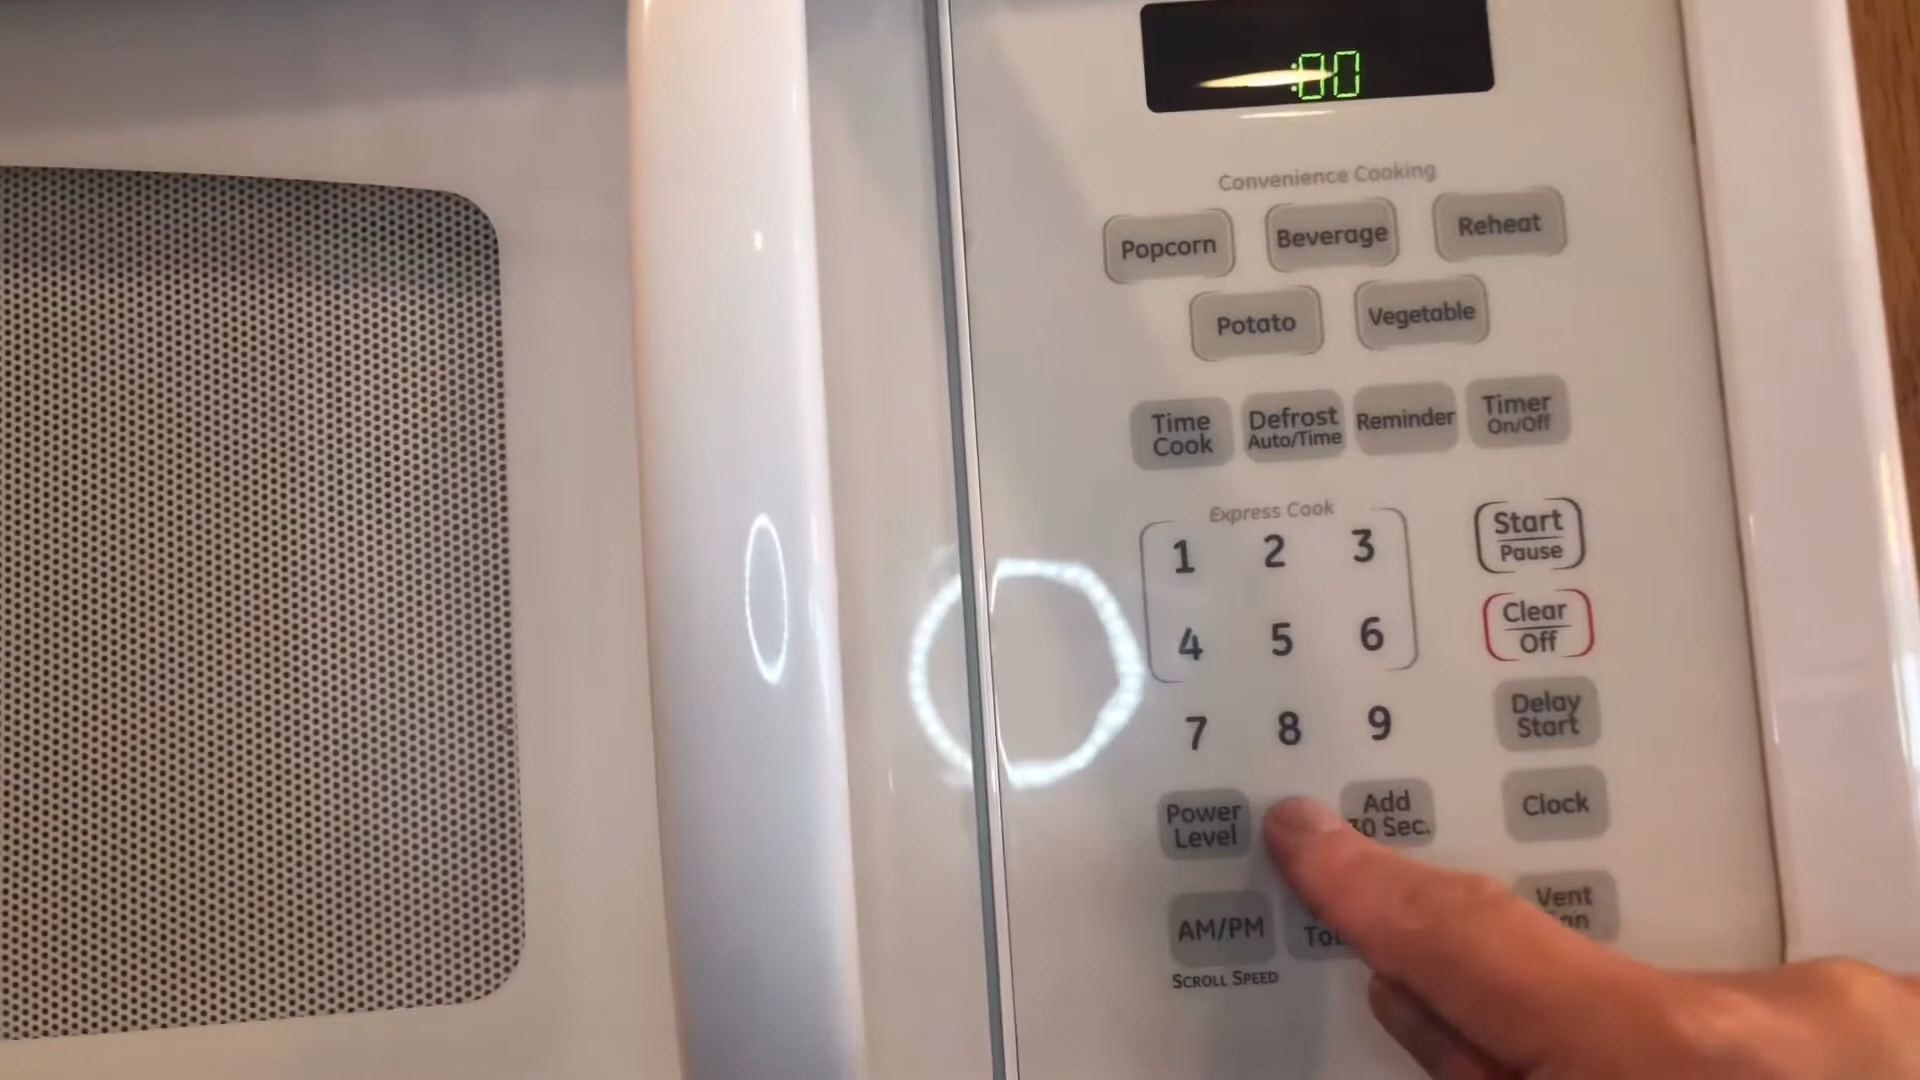 :00
Convenience Cooking
Popcorn
Beverage
Reheat
Potato
Vegetable
Time
Cook
Defrost
Auto/Time
Reminder
Timer
On/Off
Express Cook
1
2
3
Start
Pause
4
5
6
Clear
Off
7
8
9
Delay
Start
Power
Level
Add
30 Sec.
Clock
AM/PM
Vent
SCROLL SPEED